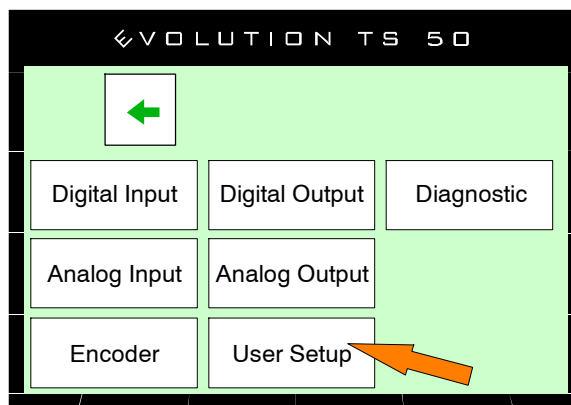 EVOLUTION TS 50
Digital Input Digital Output Diagnostic
Analog Input Analog Output
Encoder User Setup